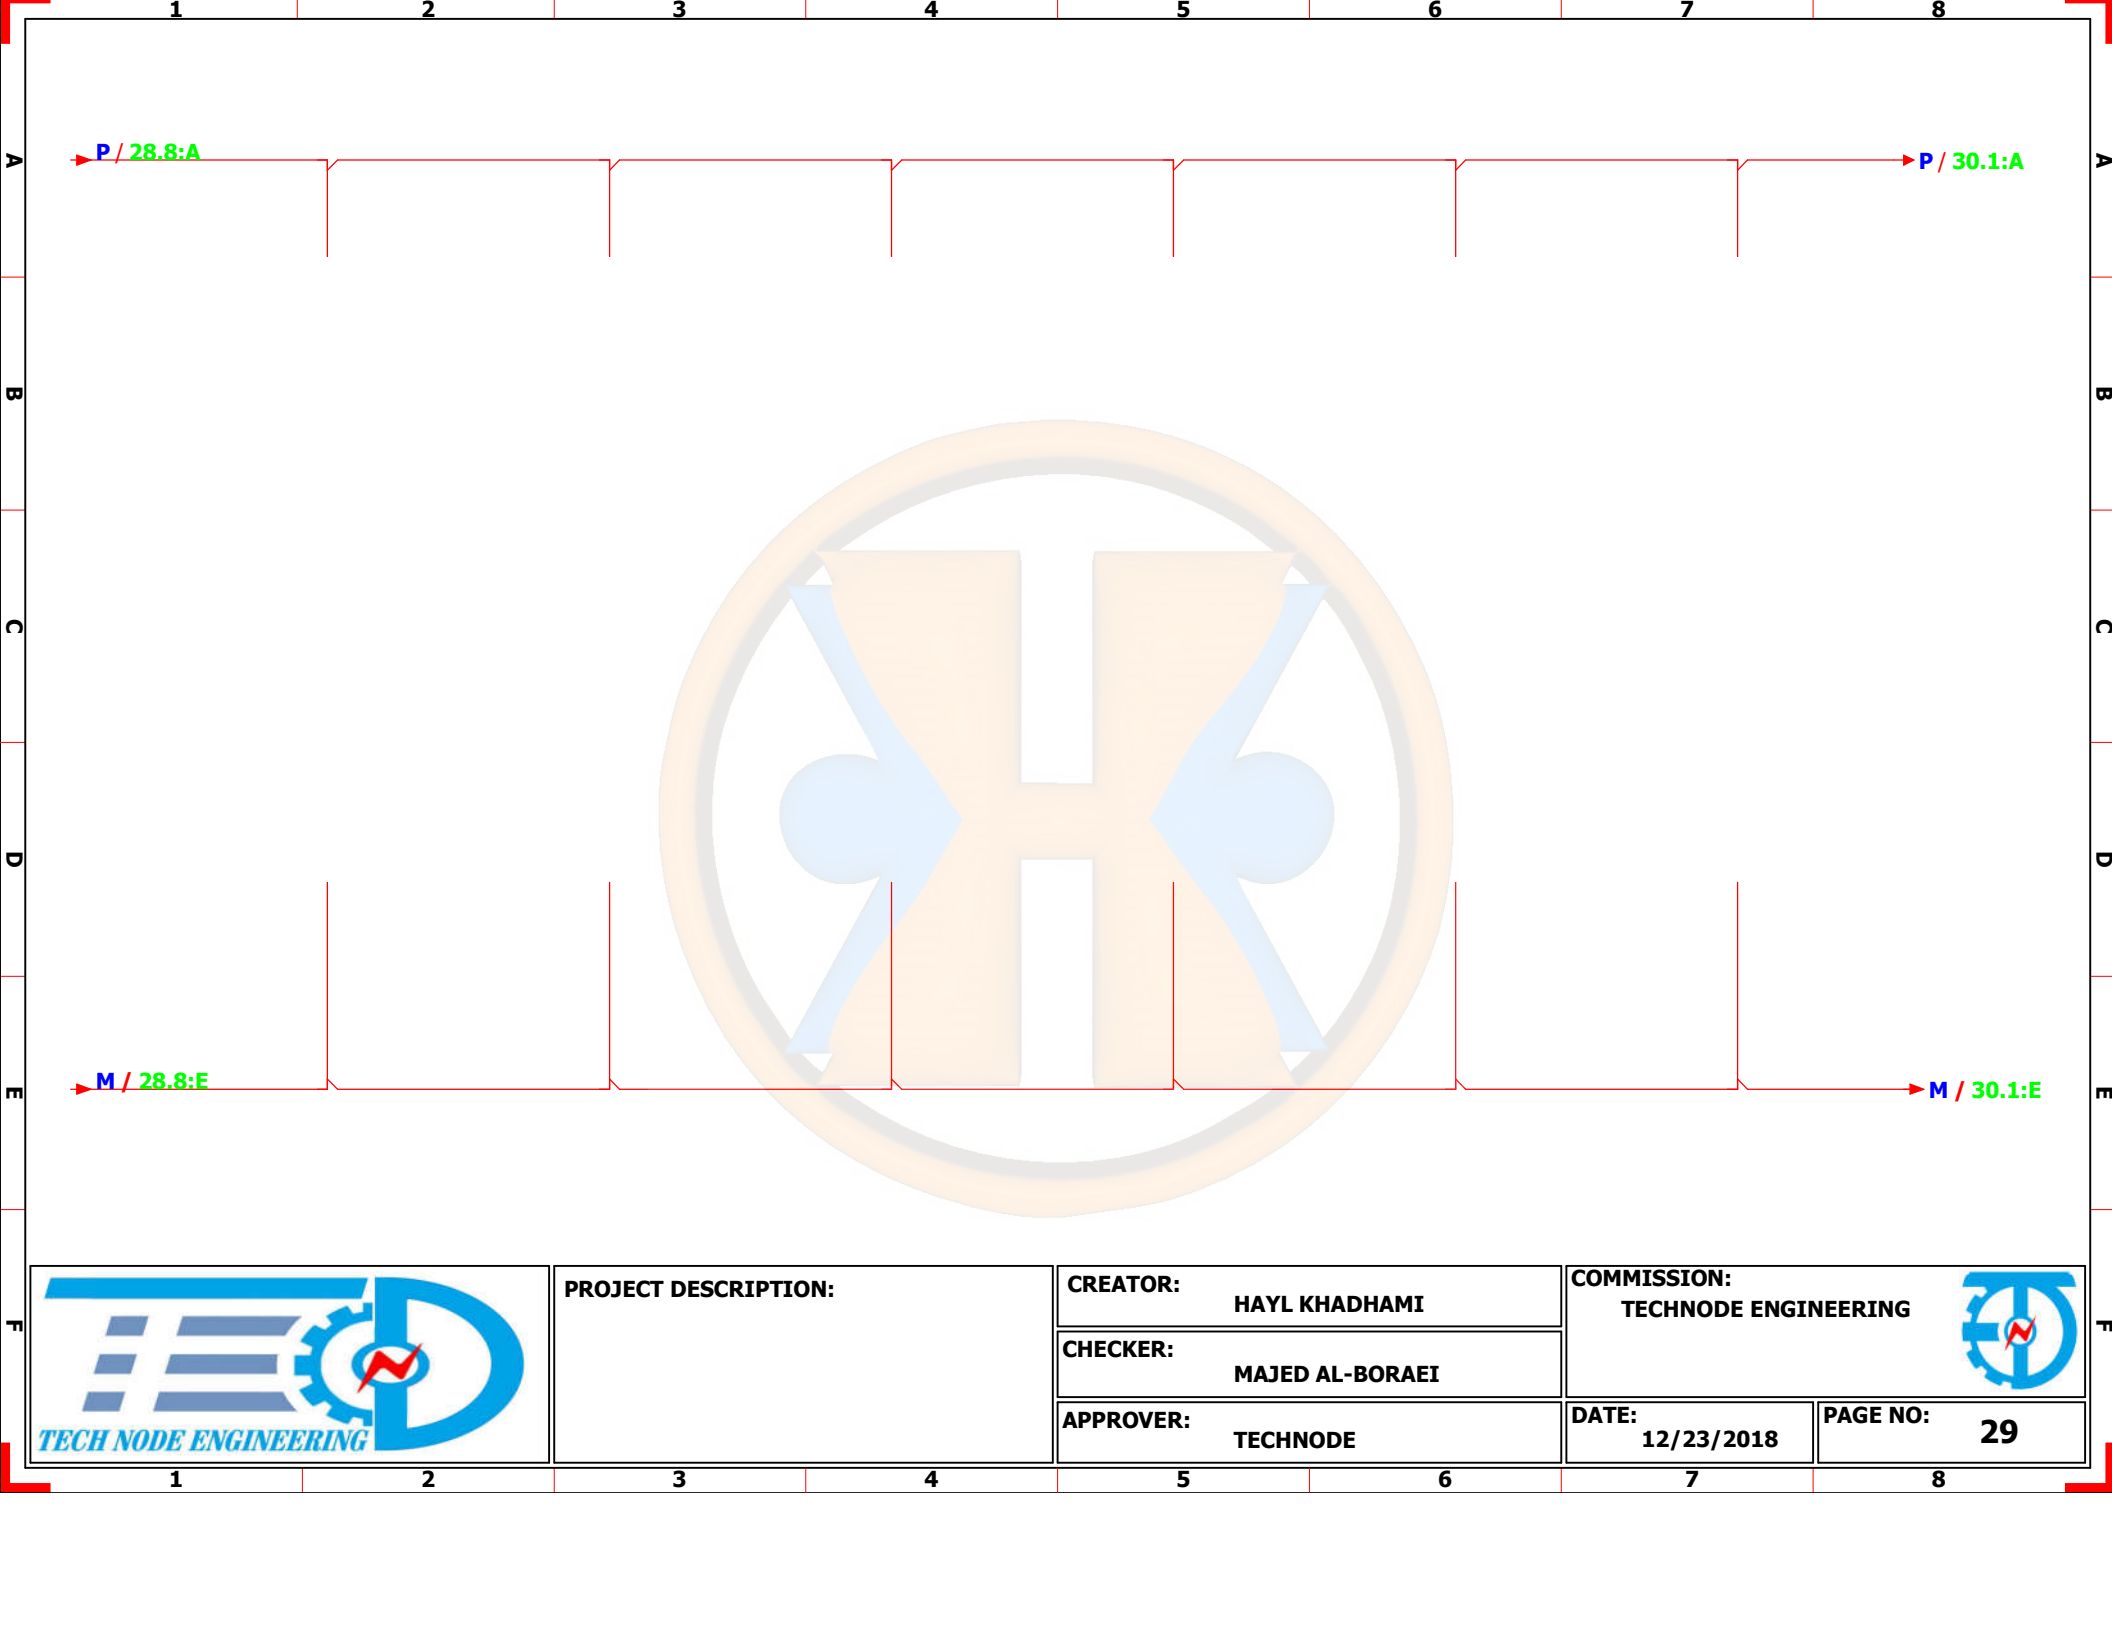 1 2 3 4 5 6 7 8
A A
P / 28.8:A
P / 30.1:A
B B
C C
D D
E E
M / 28.8:E
M / 30.1:E
F F
TECH NODE ENGINEERING
PROJECT DESCRIPTION:
CREATOR:
HAYL KHADHAMI
CHECKER:
MAJED AL-BORAEI
APPROVER:
TECHNODE
COMMISSION:
TECHNODE ENGINEERING
DATE:
12/23/2018
PAGE NO:
29
1 2 3 4 5 6 7 8